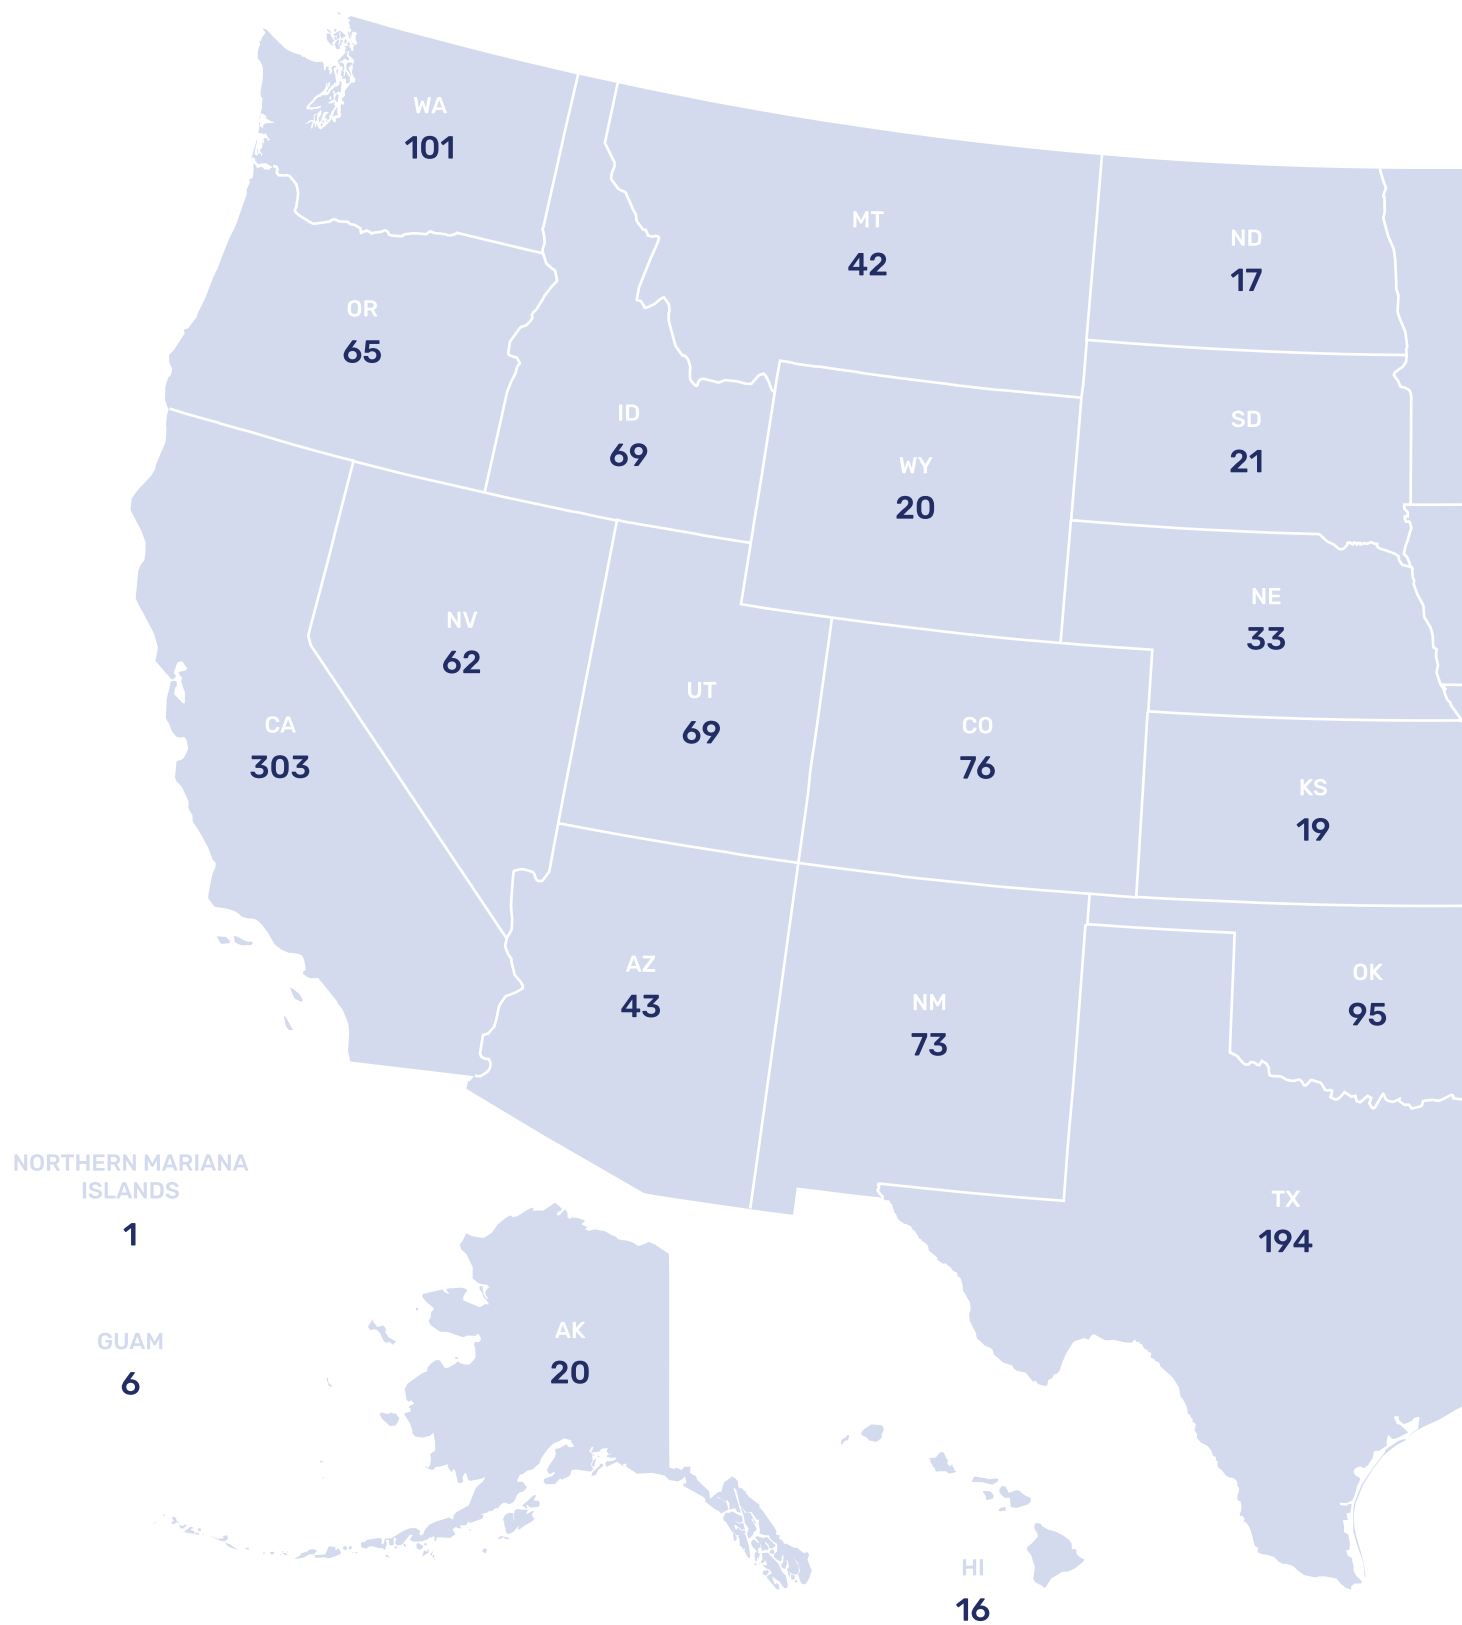 WA
101
MT
42
ND
17
OR
65
ID
69
SD
21
WY
20
NE
33
NV
62
UT
69
CA
303
CO
76
KS
19
AZ
43
NM
73
OK
95
NORTHERN MARIANA
ISLANDS
1
TX
194
GUAM
6
AK
20
HI
16